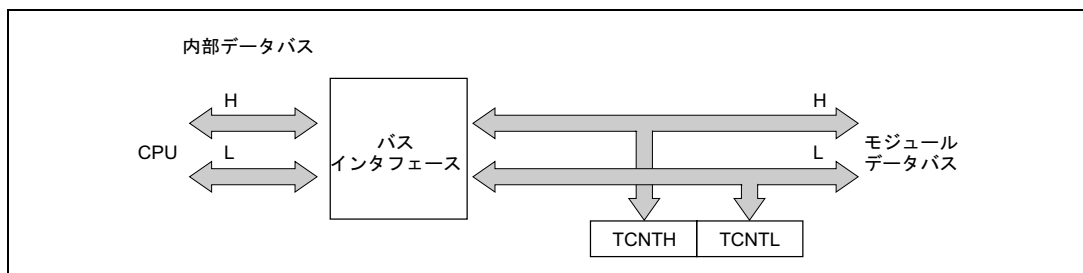 内部データバス
H
H
CPU
L
バス
インタフェース
L
モジュール
データバス
TCNTH
TCNTL